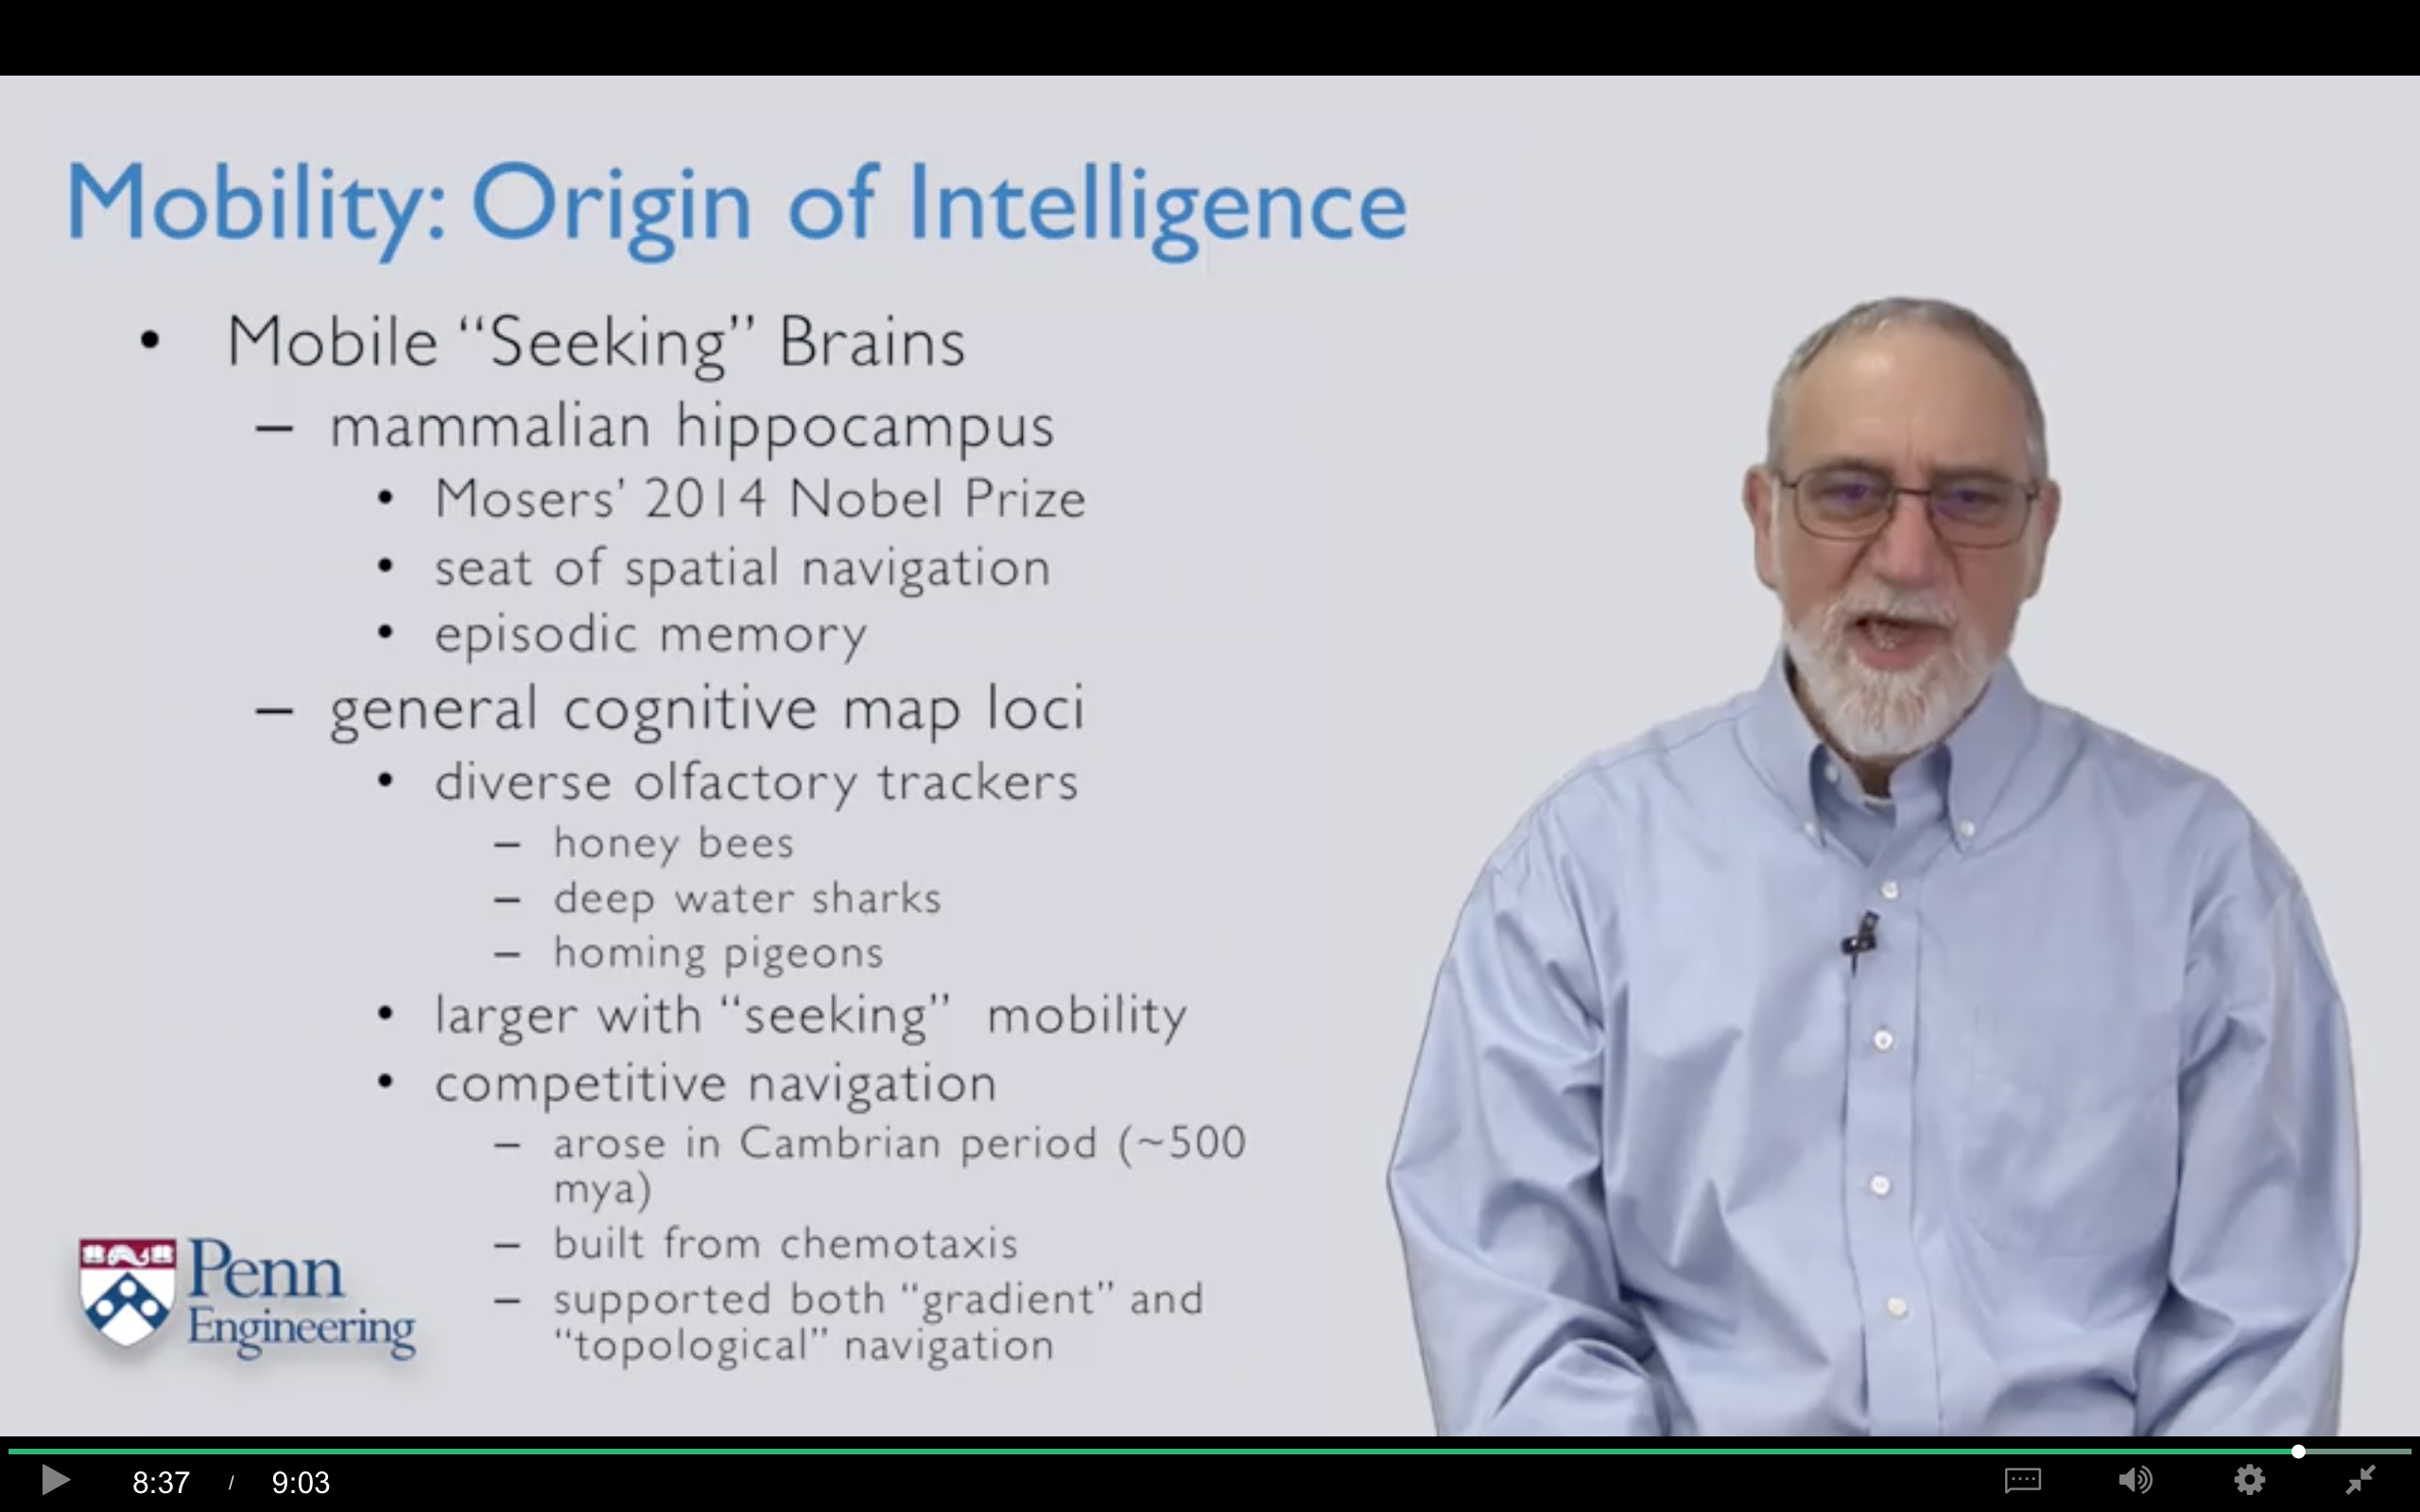 Mobility: Origin of Intelligence
• Mobile “Seeking” Brains
– mammalian hippocampus
• Mosers’ 2014 Nobel Prize
• seat of spatial navigation
• episodic memory
– general cognitive map loci
• diverse olfactory trackers
– honey bees
– deep water sharks
– homing pigeons
• larger with “seeking” mobility
• competitive navigation
– arose in Cambrian period (~500
mya)
– built from chemotaxis
– supported both “gradient” and
“topological” navigation
Penn
Engineering
8:37 / 9:03